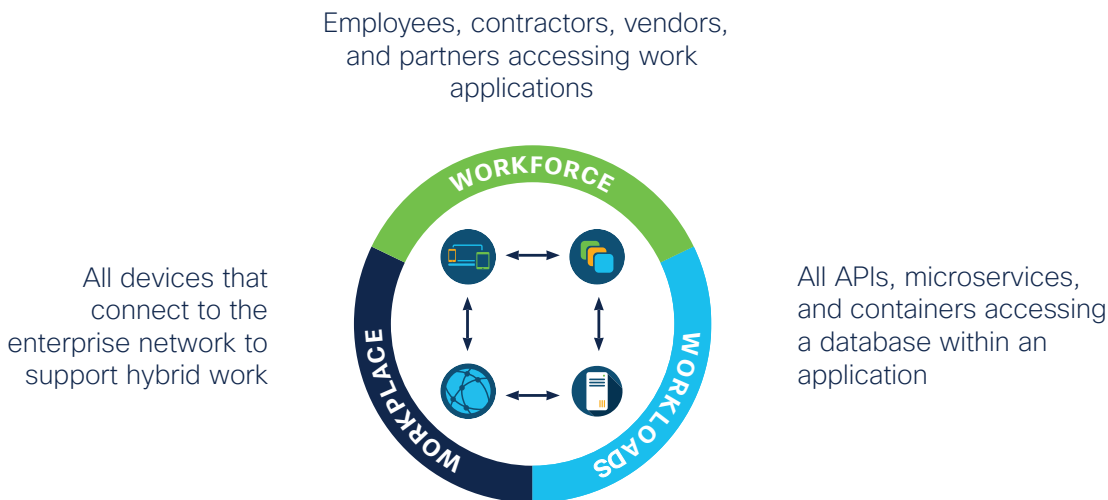 Employees, contractors, vendors,
and partners accessing work
applications
WORKFORCE
All devices that
connect to the
enterprise network to
support hybrid work
WORKPLACE
WORKLOADS
All APIs, microservices,
and containers accessing
a database within an
application